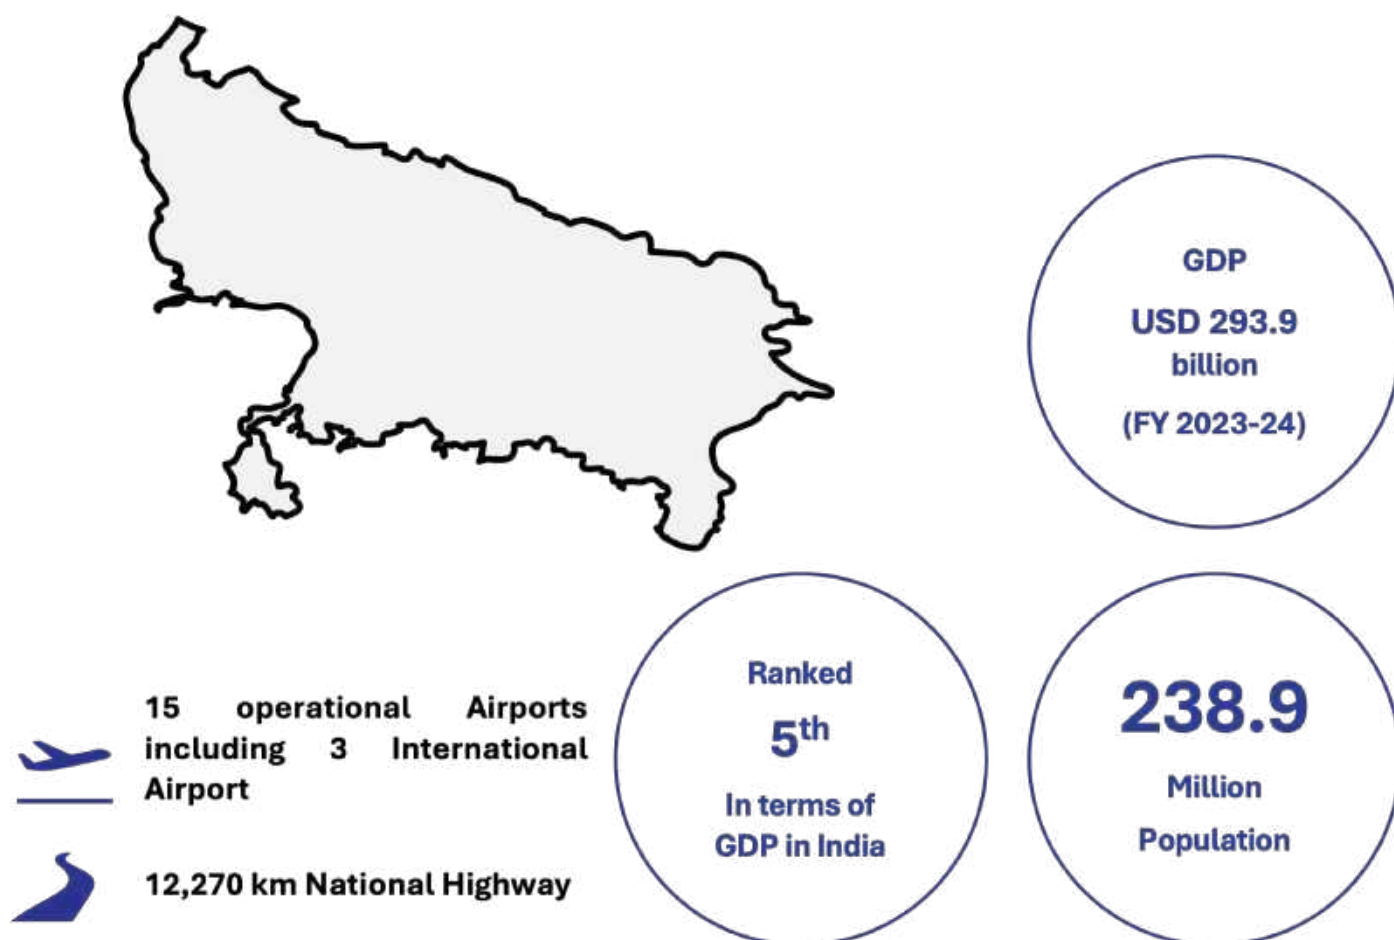 GDP
USD 293.9
billion
(FY 2023-24)
15 operational Airports
including 3 International
Airport
12,270 km National Highway
Ranked
5th
In terms of
GDP in India
238.9
Million
Population